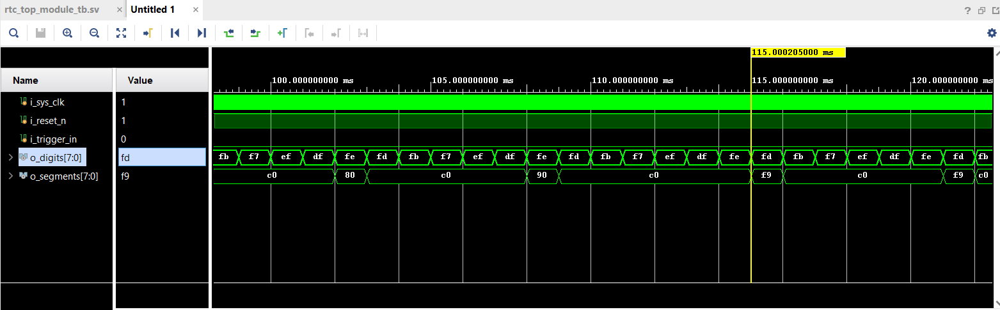 rtc_top_module_tb.sv × Untitled 1 × ?
115.000205000 ms
Name Value 100.000000000 ms 105.000000000 ms 110.000000000 ms 115.000000000 ms 120.000000000 ms
i_sys_clk 1
i_reset_n 1
i_trigger_in 0
o_digits[7:0] fd fb f7 ef df fe fd fb f7 ef df fe fd fb f7 ef df fe fd fb f7 ef df fe fd fb
o_segments[7:0] f9 c0 80 c0 90 c0 f9 c0 f9 c0